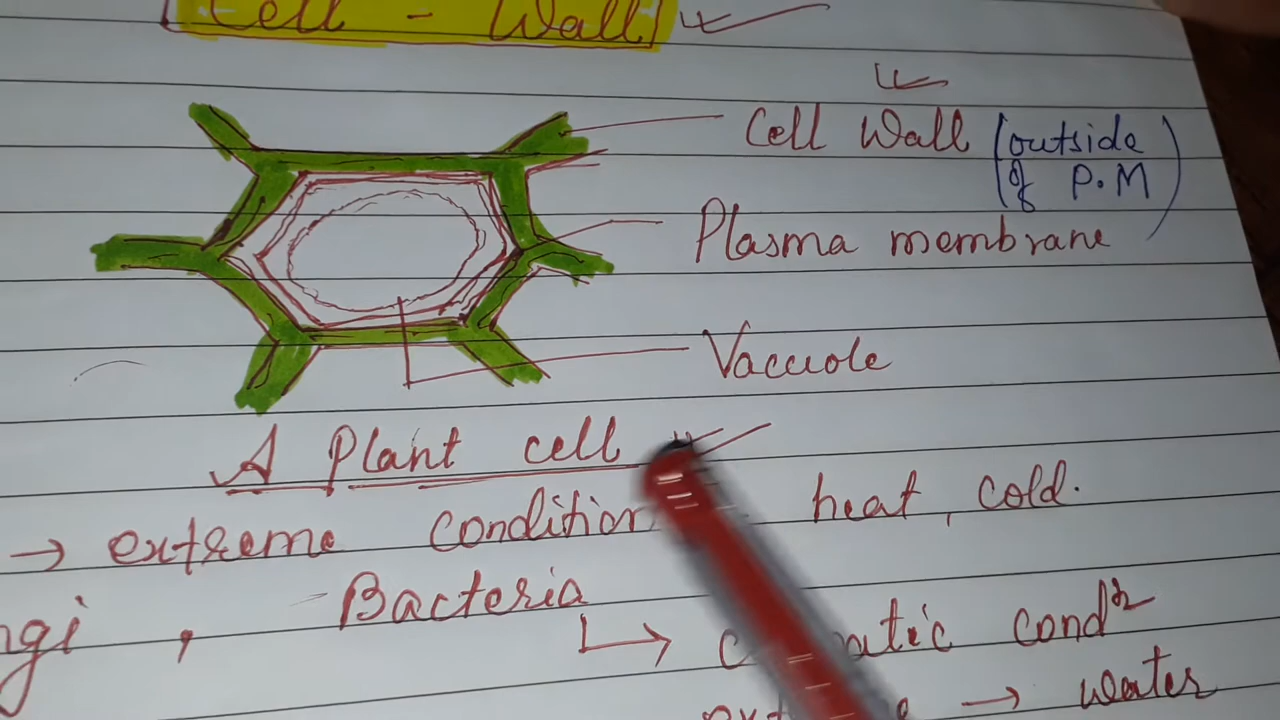 Cell - Wall
Cell Wall (outside of P.M)
Plasma membrane
Vacuole
A Plant cell
→ extreme condition heat, cold.
, Bacteria
cond
→ water